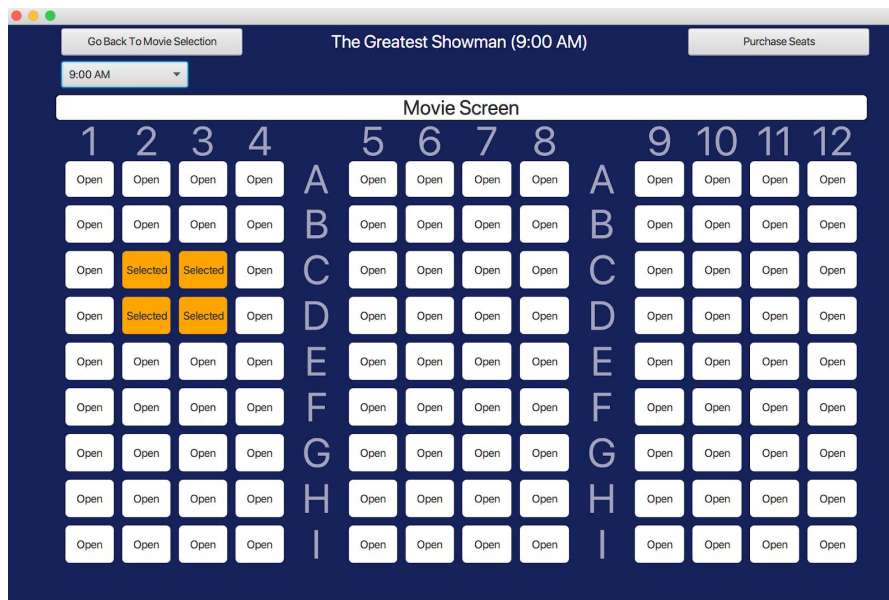 Go Back To Movie Selection The Greatest Showman (9:00 AM) Purchase Seats
9:00 AM
Movie Screen
1 2 3 4 5 6 7 8 9 10 11 12
Open Open Open Open A Open Open Open Open A Open Open Open Open
Open Open Open Open B Open Open Open Open B Open Open Open Open
Open Selected Selected Open C Open Open Open Open C Open Open Open Open
Open Selected Selected Open D Open Open Open Open D Open Open Open Open
Open Open Open Open E Open Open Open Open E Open Open Open Open
Open Open Open Open F Open Open Open Open F Open Open Open Open
Open Open Open Open G Open Open Open Open G Open Open Open Open
Open Open Open Open H Open Open Open Open H Open Open Open Open
Open Open Open Open I Open Open Open Open I Open Open Open Open